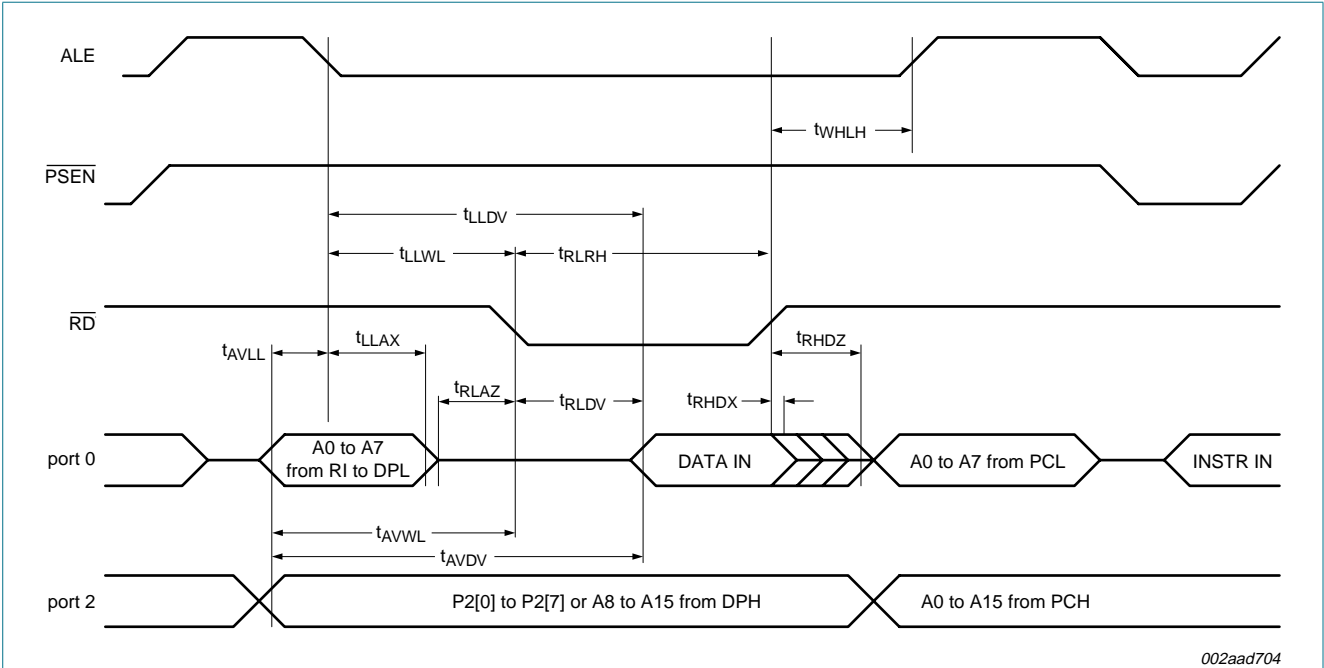 ALE
tWHLH
PSEN
tLLDV
tLLWL
tRLRH
RD
tAVLL
tLLAX
tRHDZ
tRLAZ
tRLDV
tRHDX
port 0
A0 to A7
from RI to DPL
DATA IN
A0 to A7 from PCL
INSTR IN
tAVWL
tAVDV
port 2
P2[0] to P2[7] or A8 to A15 from DPH
A0 to A15 from PCH
002aad704